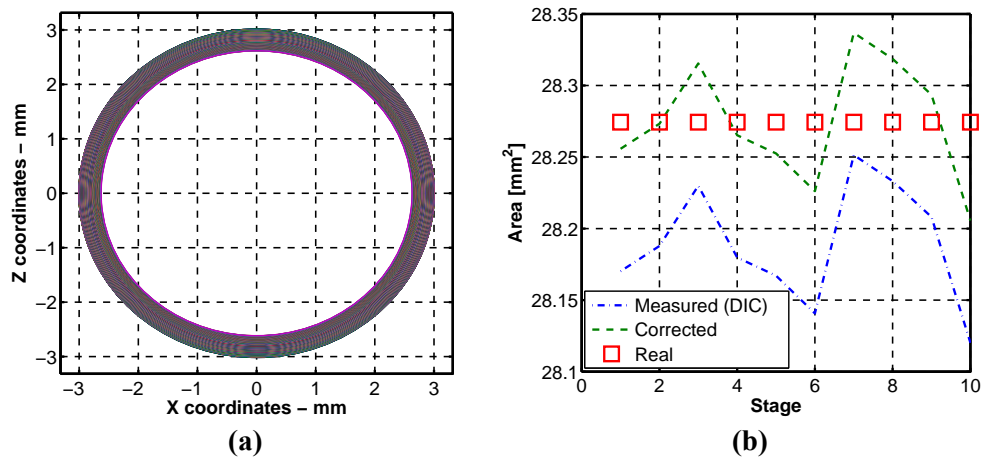 3
2
1
0
−1
−2
−3
−3
−2
−1
0
1
2
3
Z coordinates − mm
X coordinates − mm
(a)
28.35
28.3
28.25
28.2
28.15
28.1
0
2
4
6
8
10
Area [mm²]
Stage
Measured (DIC)
Corrected
Real
(b)